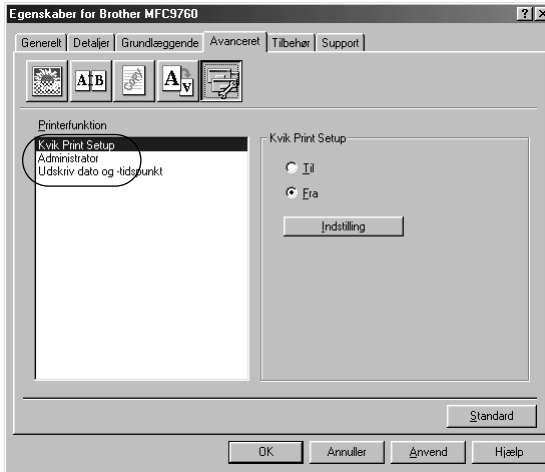 Egenskaber for Brother MFC9760
Generelt Detaljer Grundlæggende Avanceret Tilbehør Support
A B
Copy
A
v
Printerfunktion
Kvik Print Setup
Administrator
Udskriv dato og -tidspunkt
Kvik Print Setup
Til
Fra
Indstilling
Standard
OK Annuller Anvend Hjælp